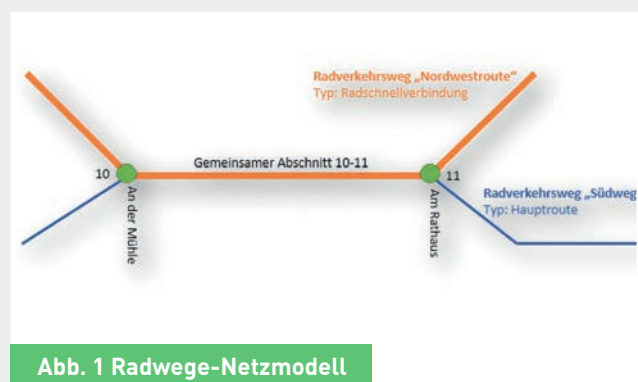 Radverkehrsweg „Nordwestroute“
Typ: Radschnellverbindung
Gemeinsamer Abschnitt 10-11
10
11
An der Mühle
Am Rathaus
Radverkehrsweg „Südweg
Typ: Hauptroute
Abb. 1 Radwege-Netzmodell